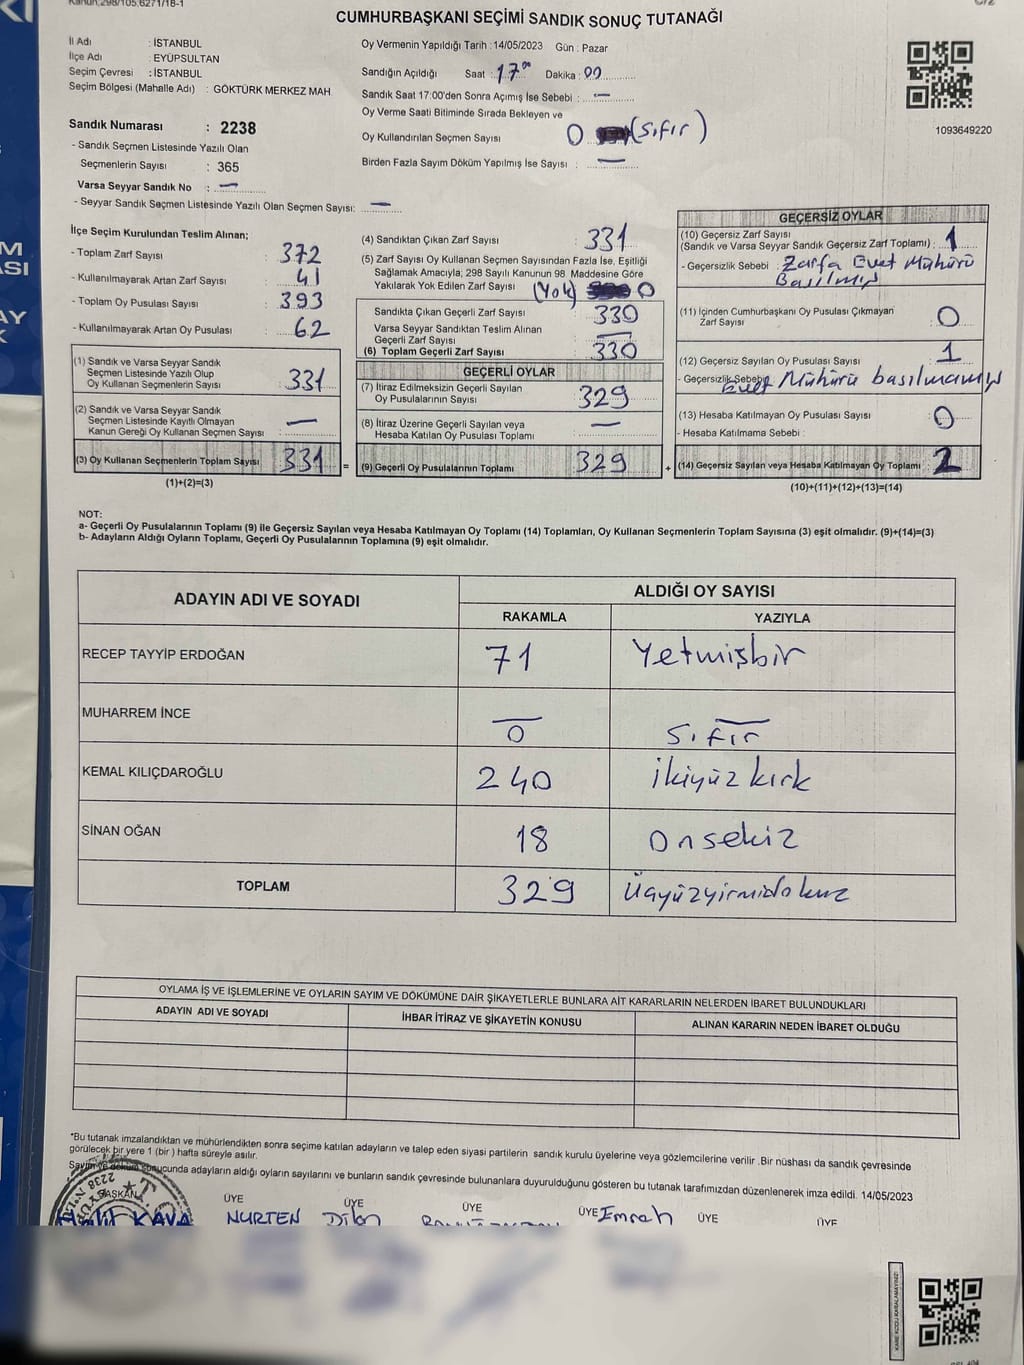 Kanun;298/105,6271/18-1
CUMHURBAŞKANI SEÇİMİ SANDIK SONUÇ TUTANAĞI
İl Adı : İSTANBUL
İlçe Adı : EYÜPSULTAN
Seçim Çevresi : İSTANBUL
Seçim Bölgesi (Mahalle Adı) : GÖKTÜRK MERKEZ MAH.
Sandık Numarası : 2238
- Sandık Seçmen Listesinde Yazılı Olan
Seçmenlerin Sayısı : 365
Varsa Seyyar Sandık No : —
- Seyyar Sandık Seçmen Listesinde Yazılı Olan Seçmen Sayısı: —
Oy Vermenin Yapıldığı Tarih : 14/05/2023 Gün : Pazar
Sandığın Açıldığı Saat : 17⁰⁰ Dakika : 00
Sandık Saat 17:00'den Sonra Açımış İse Sebebi : —
Oy Verme Saati Bitiminde Sırada Bekleyen ve
Oy Kullandırılan Seçmen Sayısı 0 (sıfır)
Birden Fazla Sayım Döküm Yapılmış İse Sayısı : —
1093649220
İlçe Seçim Kurulundan Teslim Alınan;
- Toplam Zarf Sayısı : 372
- Kullanılmayarak Artan Zarf Sayısı : 41
- Toplam Oy Pusulası Sayısı : 393
- Kullanılmayarak Artan Oy Pusulası : 62
(1) Sandık ve Varsa Seyyar Sandık
Seçmen Listesinde Yazılı Olup
Oy Kullanan Seçmenlerin Sayısı : 331
(2) Sandık ve Varsa Seyyar Sandık
Seçmen Listesinde Kayıtlı Olmayan
Kanun Gereği Oy Kullanan Seçmen Sayısı : —
(3) Oy Kullanan Seçmenlerin Toplam Sayısı : 331 =
(1)+(2)=(3)
(4) Sandıktan Çıkan Zarf Sayısı : 331
(5) Zarf Sayısı Oy Kullanan Seçmen Sayısından Fazla İse, Eşitliği
Sağlamak Amacıyla; 298 Sayılı Kanunun 98. Maddesine Göre
Yakılarak Yok Edilen Zarf Sayısı : (Yok) 0
Sandıkta Çıkan Geçerli Zarf Sayısı : 330
Varsa Seyyar Sandıktan Teslim Alınan
Geçerli Zarf Sayısı : —
(6) Toplam Geçerli Zarf Sayısı : 330
GEÇERLİ OYLAR
(7) İtiraz Edilmeksizin Geçerli Sayılan
Oy Pusulalarının Sayısı : 329
(8) İtiraz Üzerine Geçerli Sayılan veya
Hesaba Katılan Oy Pusulası Toplamı : —
(9) Geçerli Oy Pusulalarının Toplamı : 329 +
GEÇERSİZ OYLAR
(10) Geçersiz Zarf Sayısı
(Sandık ve Varsa Seyyar Sandık Geçersiz Zarf Toplamı) : 1
- Geçersizlik Sebebi : Zarfa Evet Mühürü
Basılmış
(11) İçinden Cumhurbaşkanı Oy Pusulası Çıkmayan
Zarf Sayısı : 0
(12) Geçersiz Sayılan Oy Pusulası Sayısı : 1
- Geçersizlik Sebebi : Evet Mühürü basılmamış
(13) Hesaba Katılmayan Oy Pusulası Sayısı : 0
- Hesaba Katılmama Sebebi :
(14) Geçersiz Sayılan veya Hesaba Katılmayan Oy Toplamı : 2
(10)+(11)+(12)+(13)=(14)
NOT:
a- Geçerli Oy Pusulalarının Toplamı (9) ile Geçersiz Sayılan veya Hesaba Katılmayan Oy Toplamı (14) Toplamları, Oy Kullanan Seçmenlerin Toplam Sayısına (3) eşit olmalıdır. (9)+(14)=(3)
b- Adayların Aldığı Oyların Toplamı, Geçerli Oy Pusulalarının Toplamına (9) eşit olmalıdır.
ADAYIN ADI VE SOYADI ALDIĞI OY SAYISI
RAKAMLA YAZIYLA
RECEP TAYYİP ERDOĞAN 71 Yetmişbir
MUHARREM İNCE 0 Sıfır
KEMAL KILIÇDAROĞLU 240 İkiyüz kırk
SİNAN OĞAN 18 Onsekiz
TOPLAM 329 Üçyüzyirmidokuz
OYLAMA İŞ VE İŞLEMLERİNE VE OYLARIN SAYIM VE DÖKÜMÜNE DAİR ŞİKAYETLERLE BUNLARA AİT KARARLARIN NELERDEN İBARET BULUNDUKLARI
ADAYIN ADI VE SOYADI İHBAR İTİRAZ VE ŞİKAYETİN KONUSU ALINAN KARARIN NEDEN İBARET OLDUĞU
*Bu tutanak imzalandıktan ve mühürlendikten sonra seçime katılan adayların ve talep eden siyasi partilerin sandık kurulu üyelerine veya gözlemcilerine verilir .Bir nüshası da sandık çevresinde
görülecek bir yere 1 (bir ) hafta süreyle asılır.
Sayım ve döküm sonucunda adayların aldığı oyların sayılarını ve bunların sandık çevresinde bulunanlara duyurulduğunu gösteren bu tutanak tarafımızdan düzenlenerek imza edildi. 14/05/2023
BAŞKAN ÜYE ÜYE ÜYE ÜYE ÜYE ÜYE
KAVA NURTEN Dilan Emrah
2238